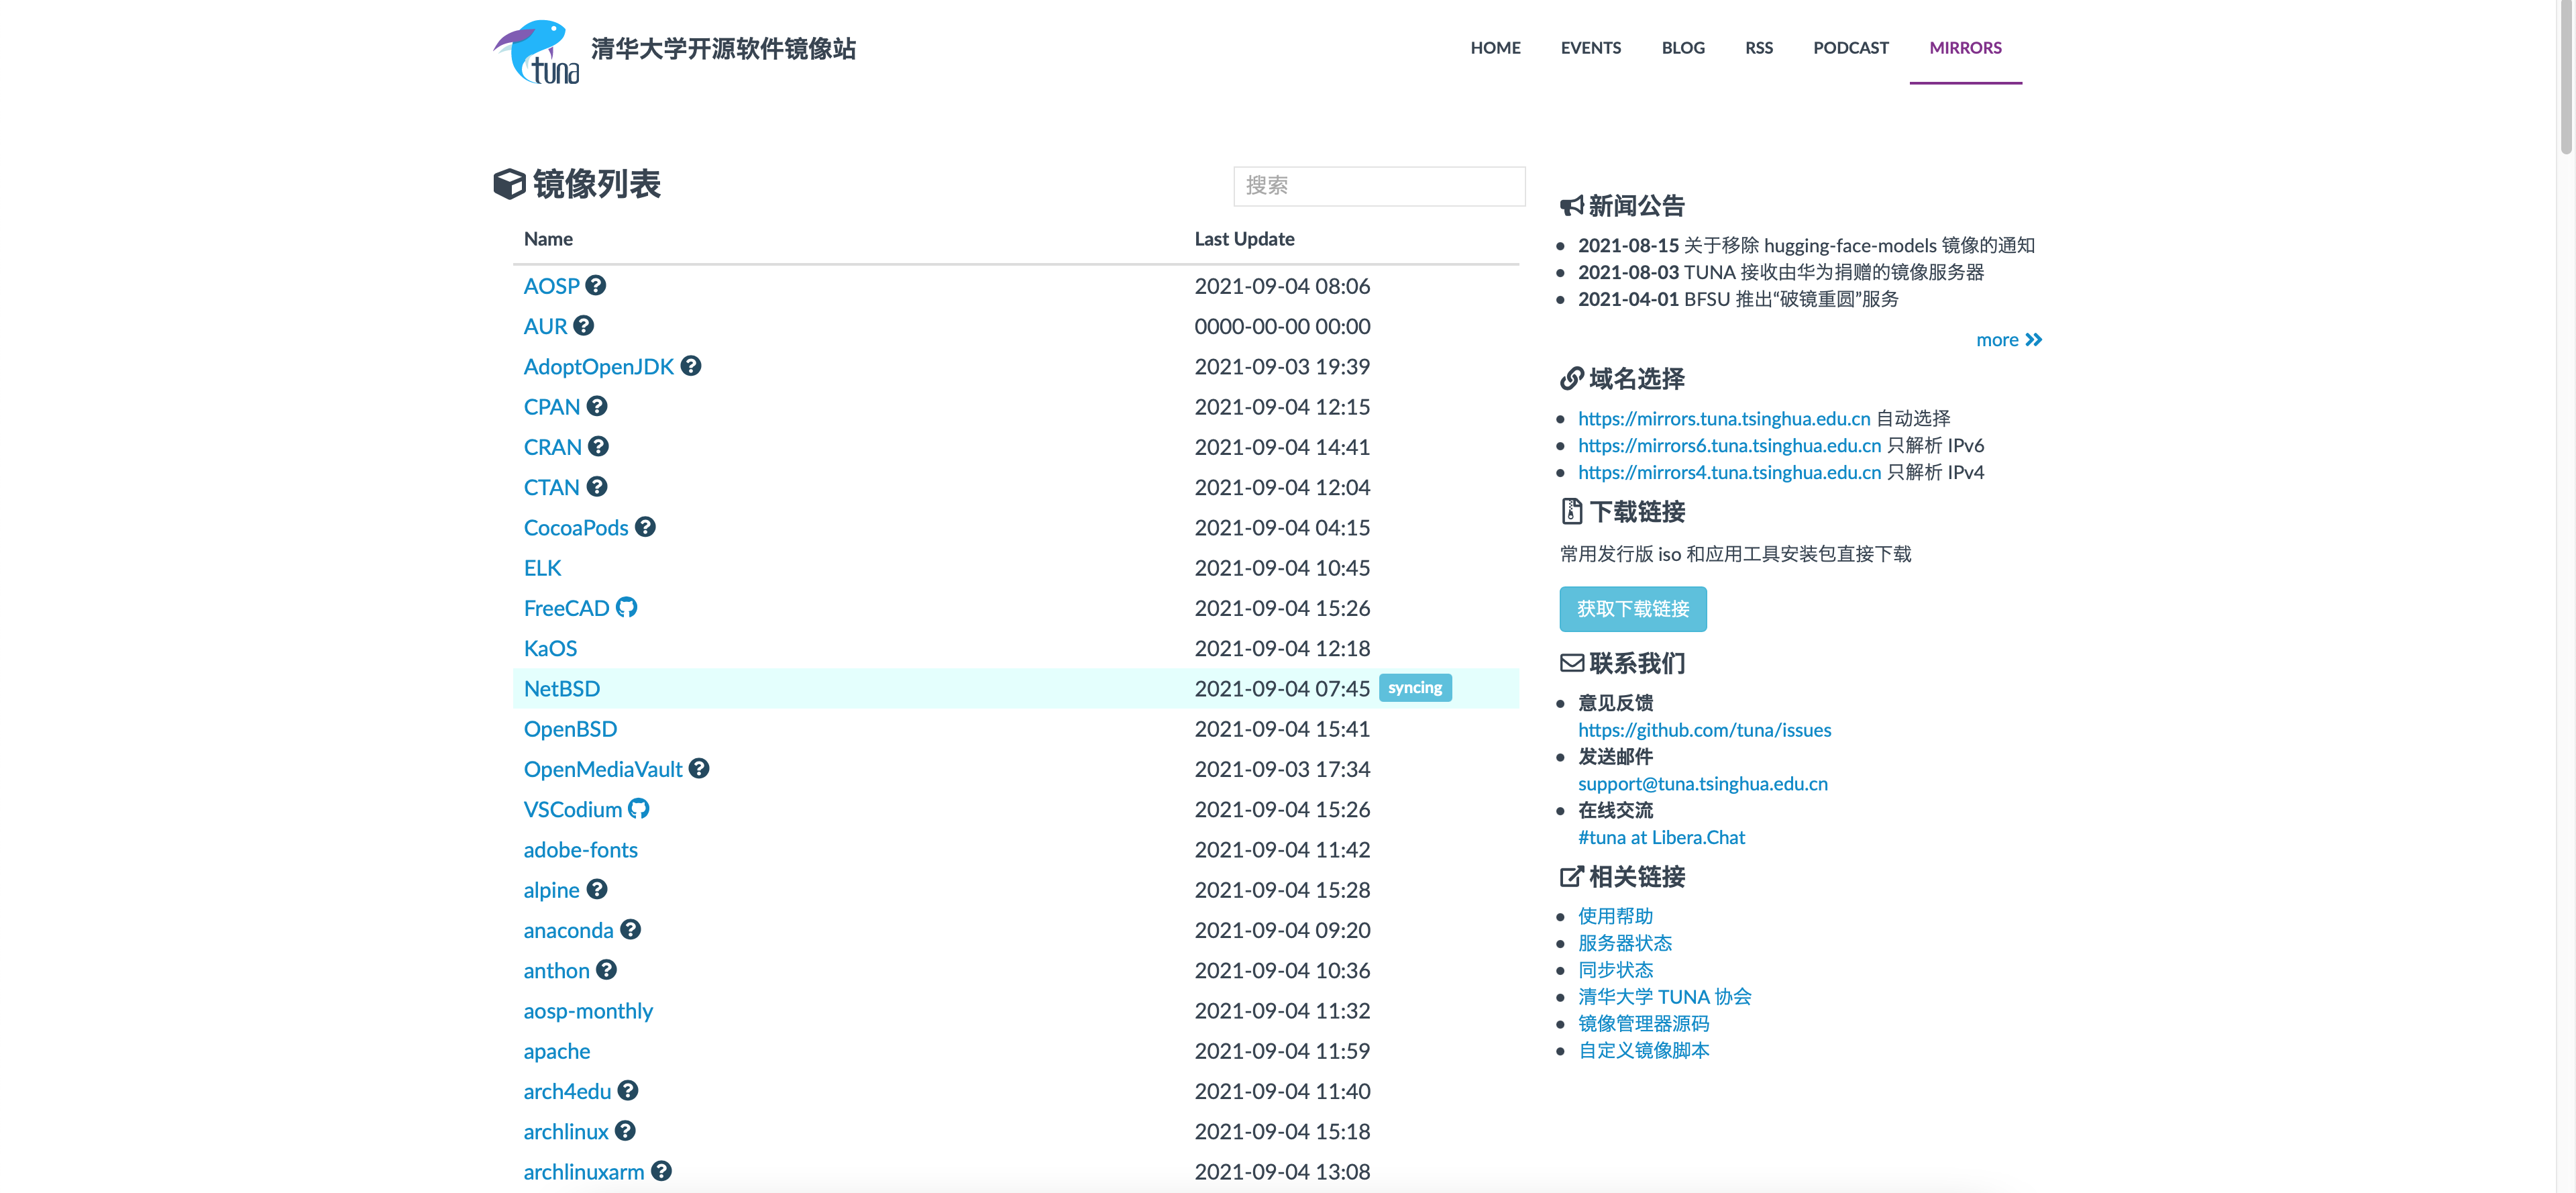 tuna
清华大学开源软件镜像站
HOME EVENTS BLOG RSS PODCAST MIRRORS
镜像列表
搜索
Name Last Update
AOSP 2021-09-04 08:06
AUR 0000-00-00 00:00
AdoptOpenJDK 2021-09-03 19:39
CPAN 2021-09-04 12:15
CRAN 2021-09-04 14:41
CTAN 2021-09-04 12:04
CocoaPods 2021-09-04 04:15
ELK 2021-09-04 10:45
FreeCAD 2021-09-04 15:26
KaOS 2021-09-04 12:18
NetBSD 2021-09-04 07:45 syncing
OpenBSD 2021-09-04 15:41
OpenMediaVault 2021-09-03 17:34
VSCodium 2021-09-04 15:26
adobe-fonts 2021-09-04 11:42
alpine 2021-09-04 15:28
anaconda 2021-09-04 09:20
anthon 2021-09-04 10:36
aosp-monthly 2021-09-04 11:32
apache 2021-09-04 11:59
arch4edu 2021-09-04 11:40
archlinux 2021-09-04 15:18
archlinuxarm 2021-09-04 13:08
新闻公告
2021-08-15 关于移除 hugging-face-models 镜像的通知
2021-08-03 TUNA 接收由华为捐赠的镜像服务器
2021-04-01 BFSU 推出“破镜重圆”服务
more
域名选择
https://mirrors.tuna.tsinghua.edu.cn 自动选择
https://mirrors6.tuna.tsinghua.edu.cn 只解析 IPv6
https://mirrors4.tuna.tsinghua.edu.cn 只解析 IPv4
下载链接
常用发行版 iso 和应用工具安装包直接下载
获取下载链接
联系我们
意见反馈
https://github.com/tuna/issues
发送邮件
support@tuna.tsinghua.edu.cn
在线交流
#tuna at Libera.Chat
相关链接
使用帮助
服务器状态
同步状态
清华大学 TUNA 协会
镜像管理器源码
自定义镜像脚本